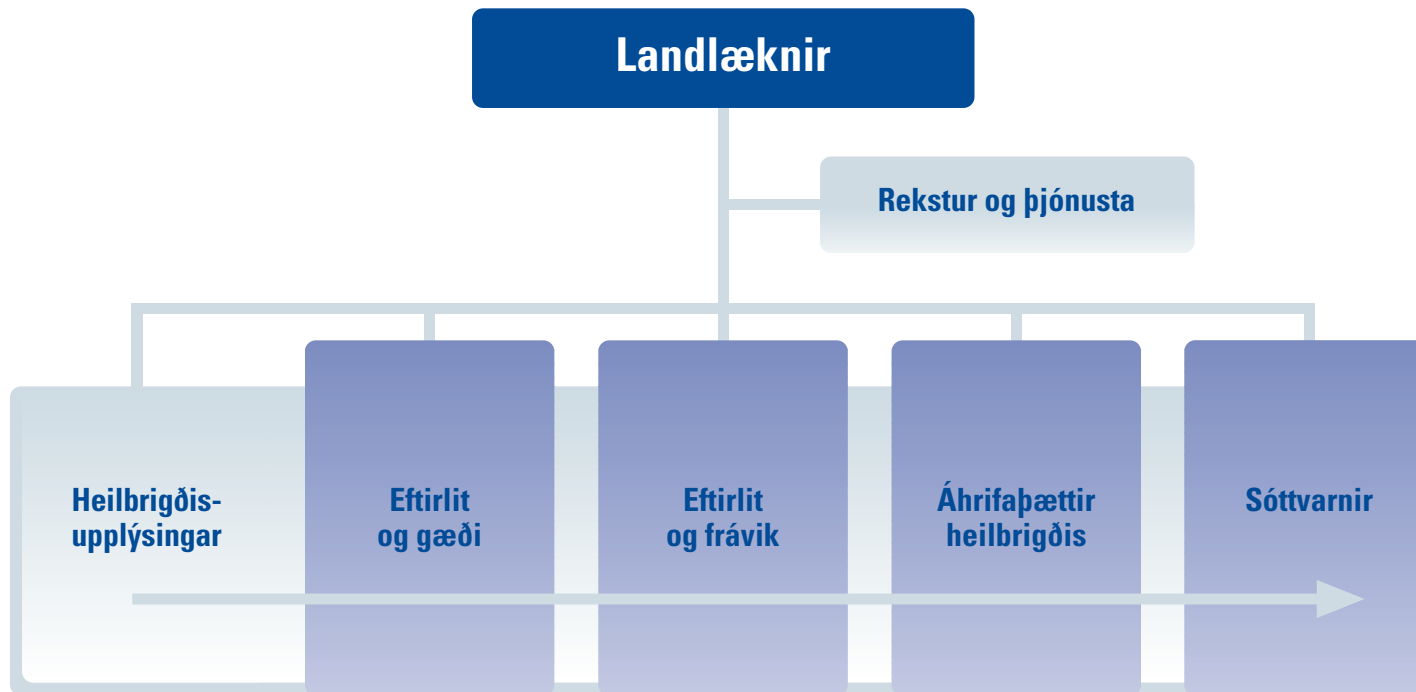 Landlæknir
Rekstur og þjónusta
Heilbrigðis-
upplýsingar
Eftirlit
og gæði
Eftirlit
og frávik
Áhrifaþættir
heilbrigðis
Sóttvarnir